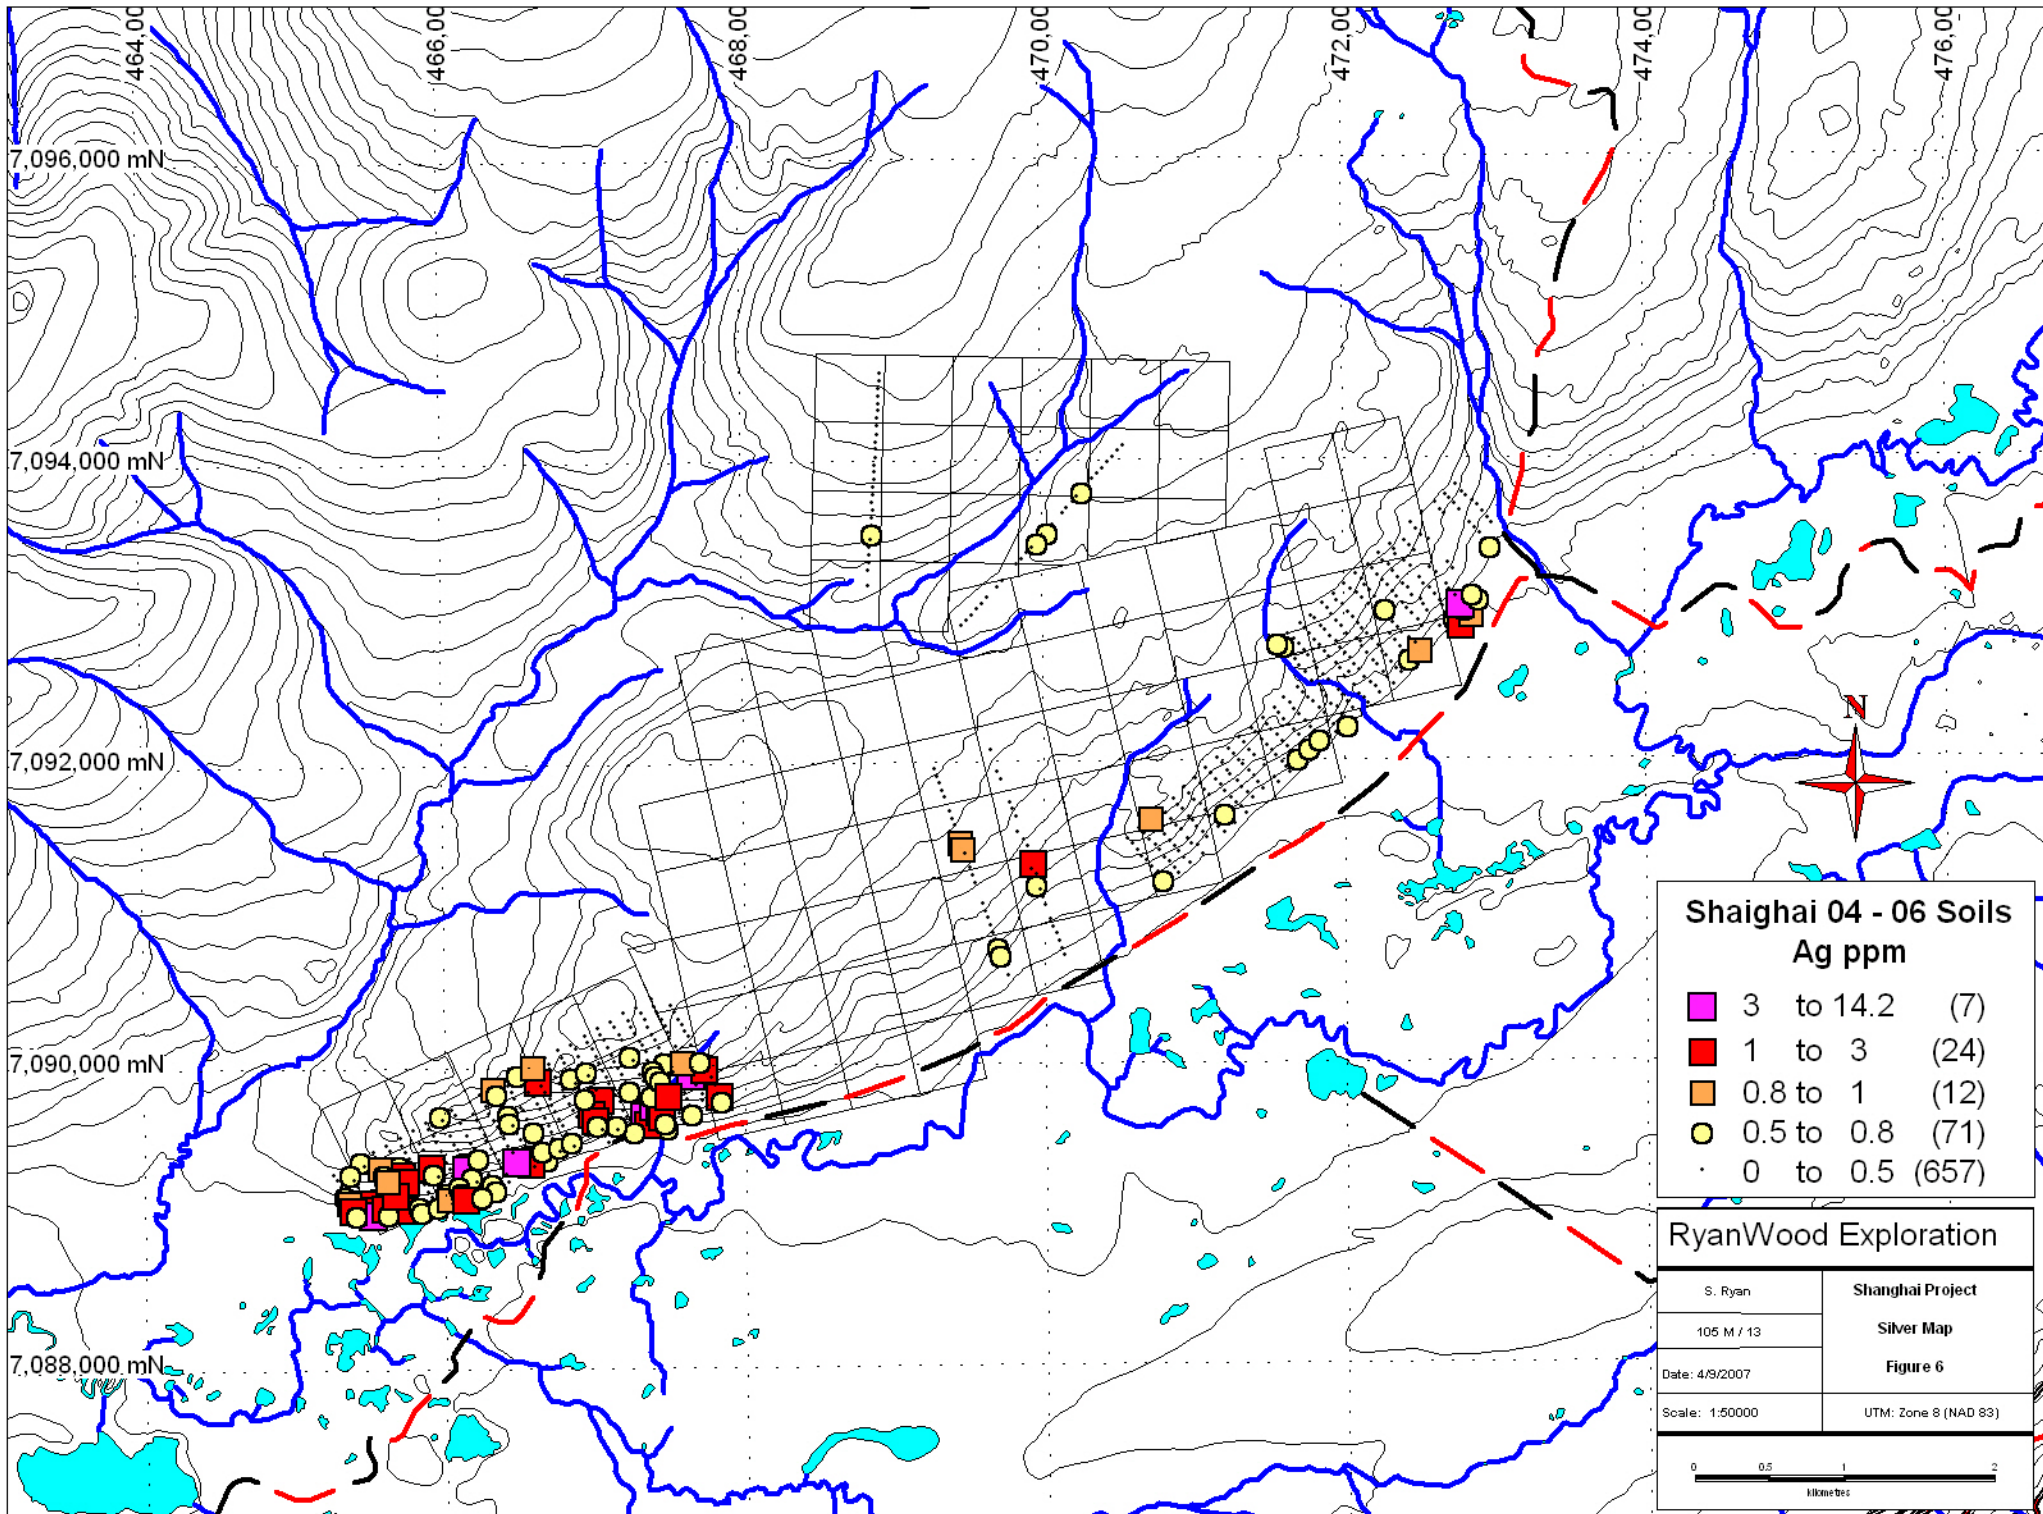 464,00
466,00
468,00
470,00
472,00
474,00
476,00
7,096,000 mN
7,094,000 mN
7,092,000 mN
7,090,000 mN
7,088,000 mN
N
Shaighai 04 - 06 Soils
Ag ppm
3 to 14.2 (7)
1 to 3 (24)
0.8 to 1 (12)
0.5 to 0.8 (71)
0 to 0.5 (657)
RyanWood Exploration
S. Ryan
105 M / 13
Date: 4/9/2007
Scale: 1:50000
Shanghai Project
Silver Map
Figure 6
UTM: Zone 8 (NAD 83)
0 0.5 1 2
kilometres